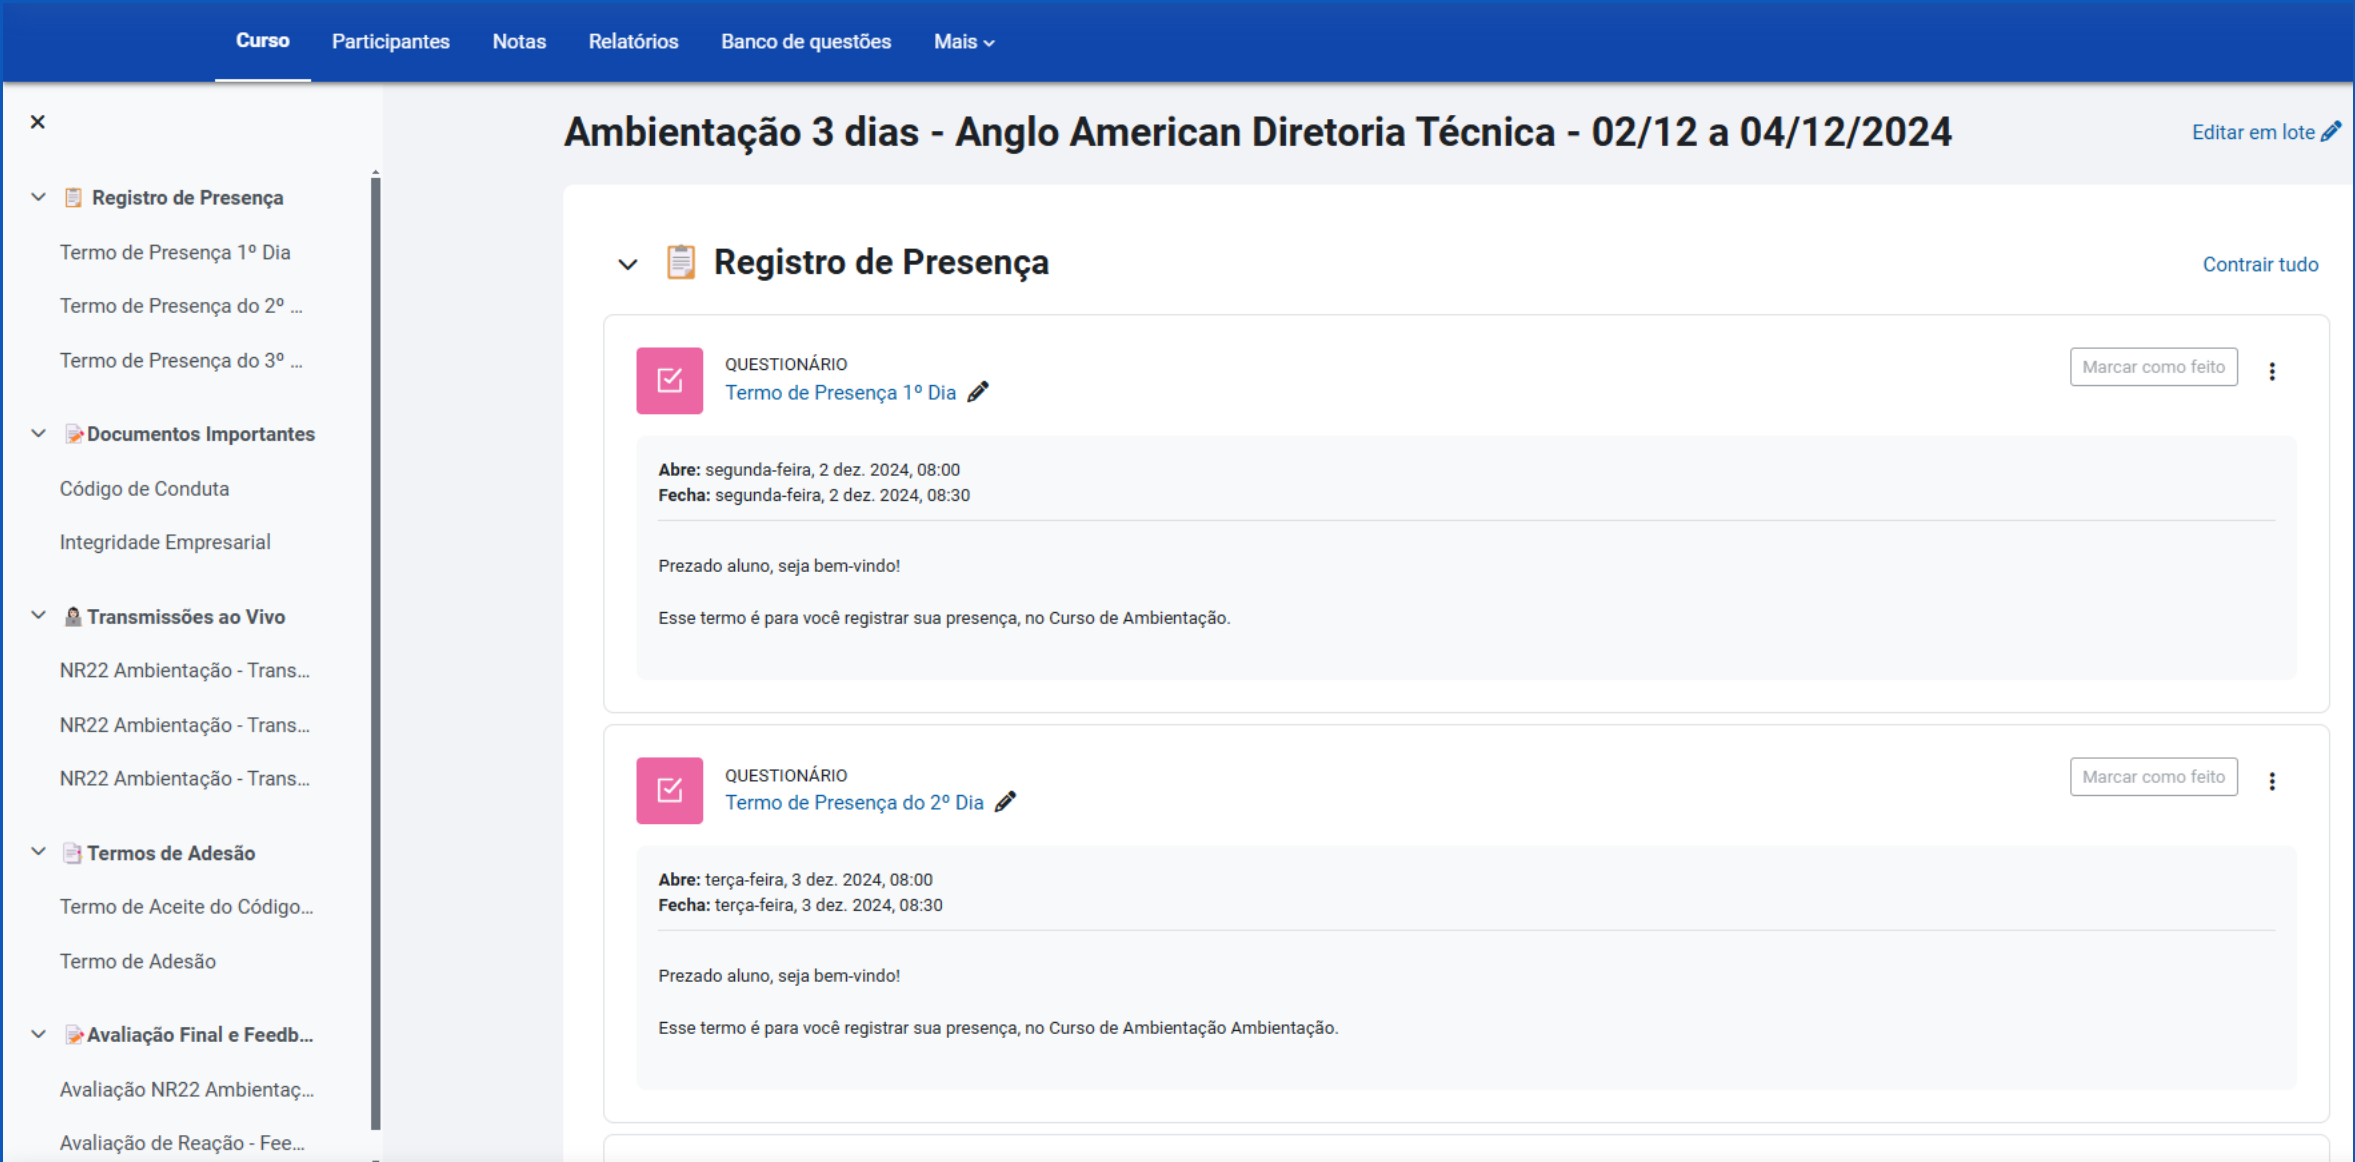 Curso Participantes Notas Relatórios Banco de questões Mais
Registro de Presença
Termo de Presença 1º Dia
Termo de Presença do 2º ...
Termo de Presença do 3º ...
Documentos Importantes
Código de Conduta
Integridade Empresarial
Transmissões ao Vivo
NR22 Ambientação - Trans...
NR22 Ambientação - Trans...
NR22 Ambientação - Trans...
Termos de Adesão
Termo de Aceite do Código...
Termo de Adesão
Avaliação Final e Feedb...
Avaliação NR22 Ambientaç...
Avaliação de Reação - Fee...
Ambientação 3 dias - Anglo American Diretoria Técnica - 02/12 a 04/12/2024
Editar em lote
Registro de Presença
Contrair tudo
QUESTIONÁRIO
Termo de Presença 1º Dia
Marcar como feito
Abre: segunda-feira, 2 dez. 2024, 08:00
Fecha: segunda-feira, 2 dez. 2024, 08:30
Prezado aluno, seja bem-vindo!
Esse termo é para você registrar sua presença, no Curso de Ambientação.
QUESTIONÁRIO
Termo de Presença do 2º Dia
Marcar como feito
Abre: terça-feira, 3 dez. 2024, 08:00
Fecha: terça-feira, 3 dez. 2024, 08:30
Prezado aluno, seja bem-vindo!
Esse termo é para você registrar sua presença, no Curso de Ambientação Ambientação.